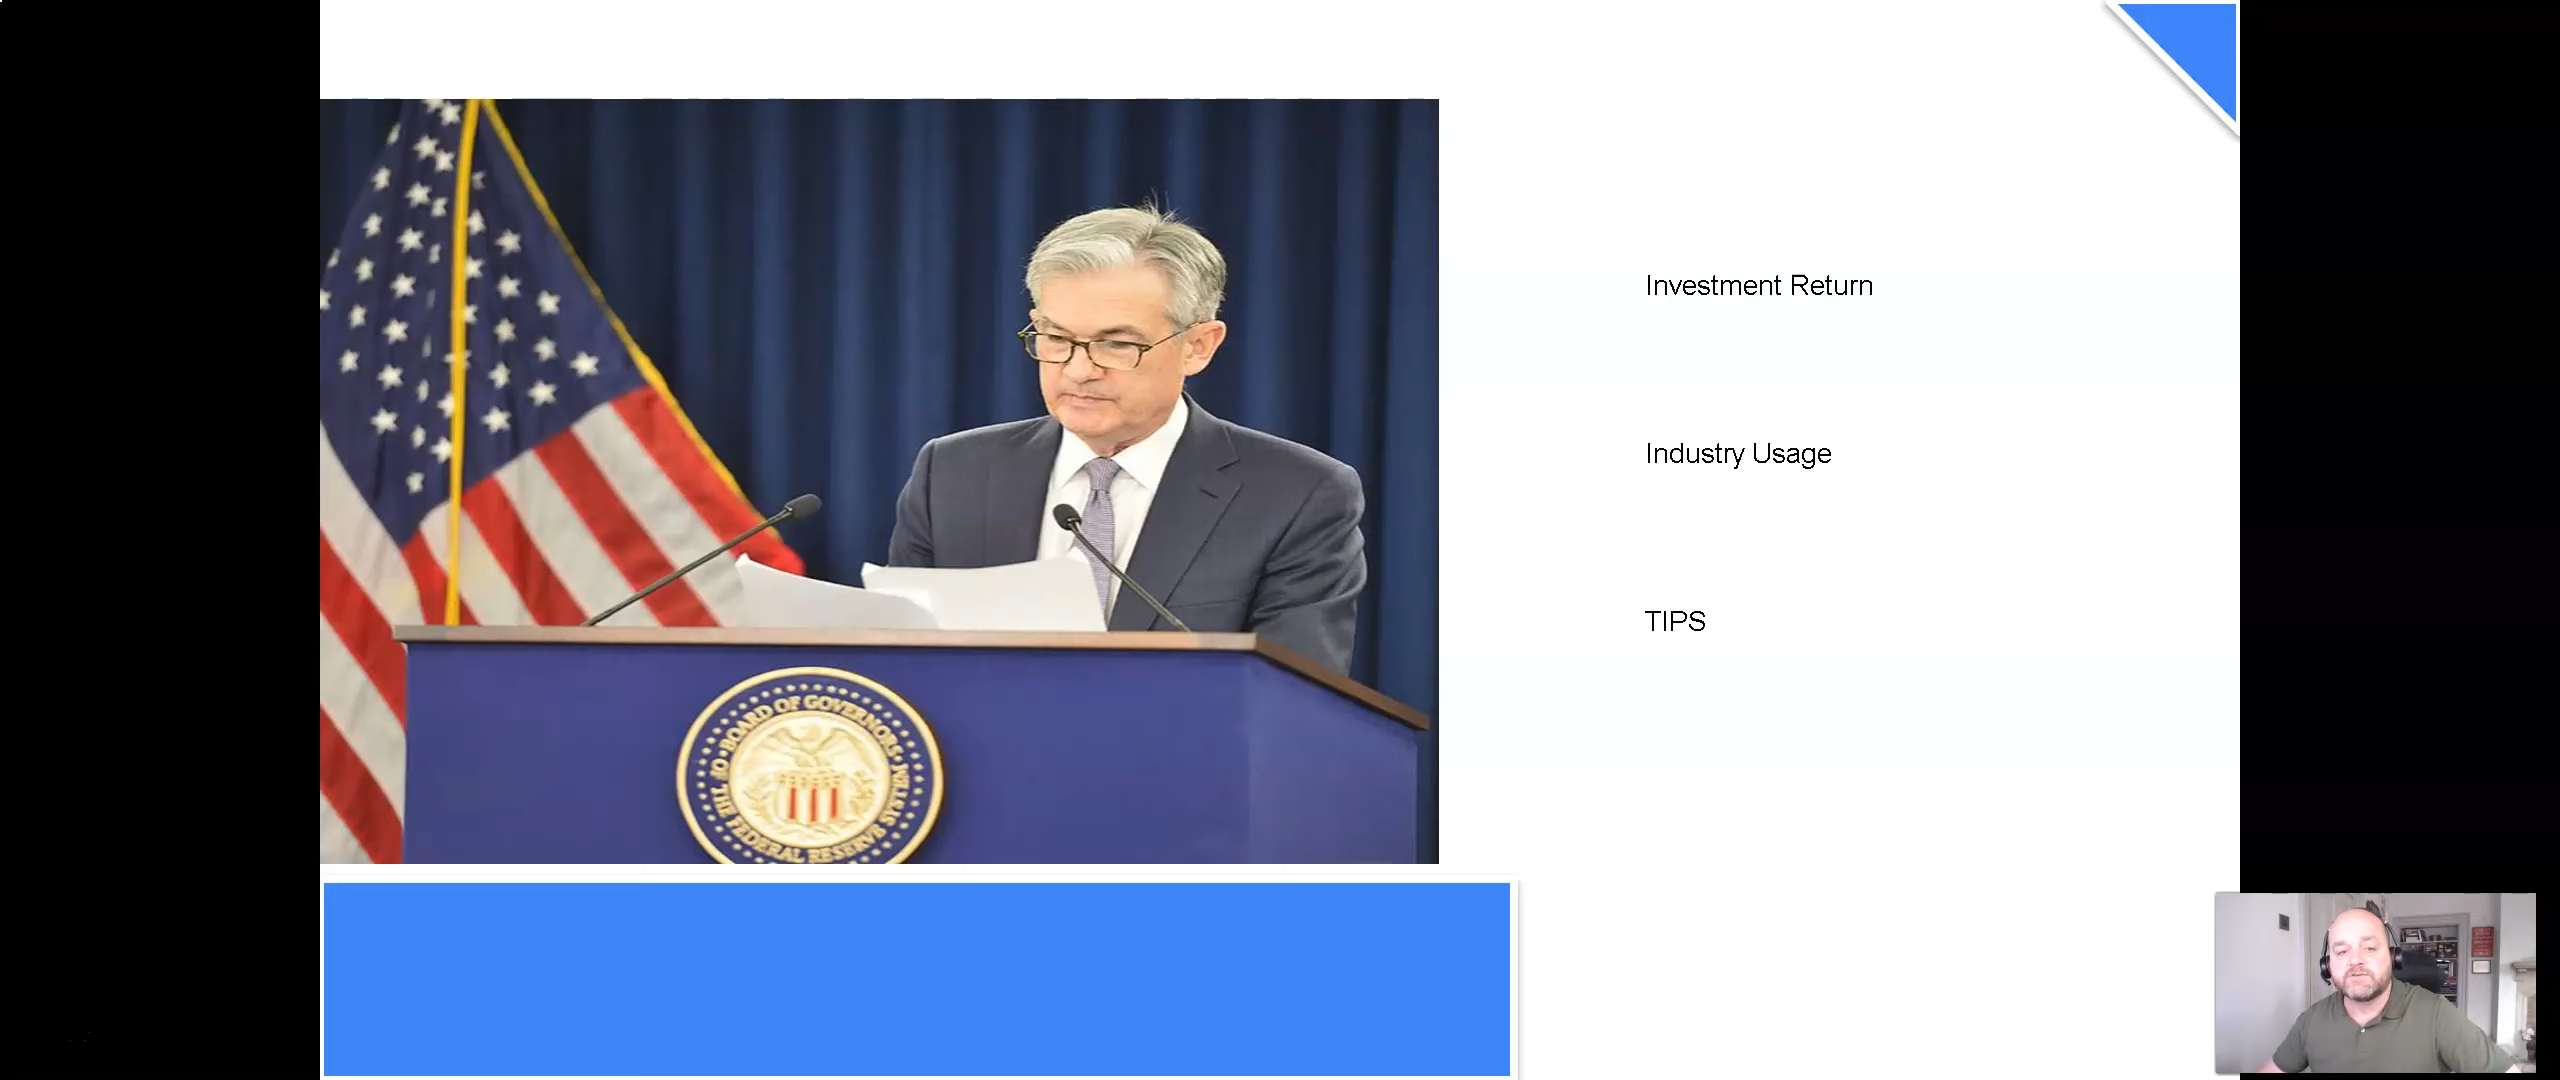 Investment Return
Industry Usage
TIPS
BOARD OF GOVERNORS
OF THE FEDERAL RESERVE SYSTEM